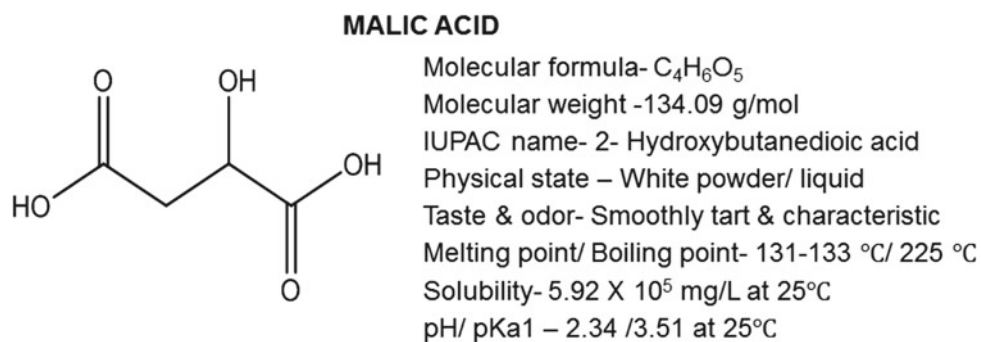 MALIC ACID
O
OH
HO
OH
O
Molecular formula- C₄H₆O₅
Molecular weight -134.09 g/mol
IUPAC name- 2- Hydroxybutanedioic acid
Physical state – White powder/ liquid
Taste & odor- Smoothly tart & characteristic
Melting point/ Boiling point- 131-133 ℃/ 225 ℃
Solubility- 5.92 X 10⁵ mg/L at 25℃
pH/ pKa1 – 2.34 /3.51 at 25℃